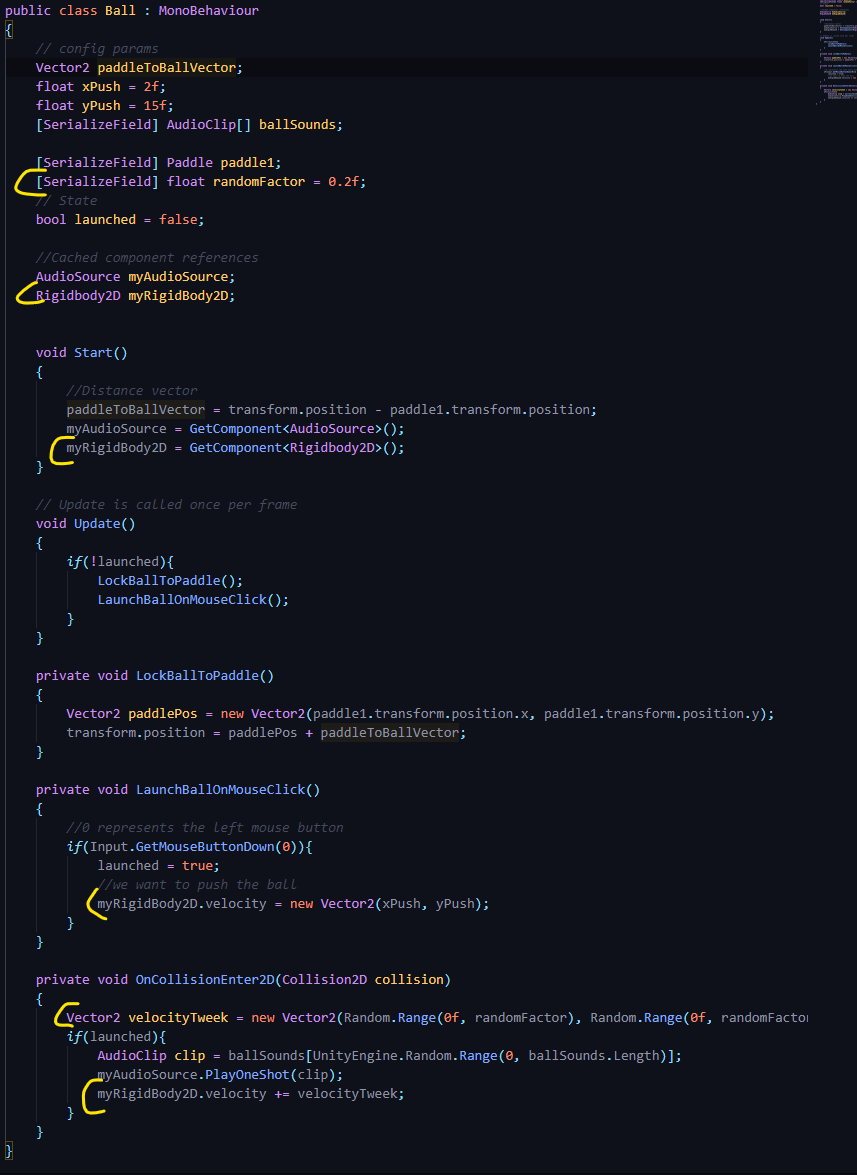 public class Ball : MonoBehaviour
{
    // config params
    Vector2 paddleToBallVector;
    float xPush = 2f;
    float yPush = 15f;
    [SerializeField] AudioClip[] ballSounds;
    [SerializeField] Paddle paddle1;
    [SerializeField] float randomFactor = 0.2f;
    // State
    bool launched = false;
    //Cached component references
    AudioSource myAudioSource;
    Rigidbody2D myRigidBody2D;
    void Start()
    {
        //Distance vector
        paddleToBallVector = transform.position - paddle1.transform.position;
        myAudioSource = GetComponent<AudioSource>();
        myRigidBody2D = GetComponent<Rigidbody2D>();
    }
    // Update is called once per frame
    void Update()
    {
        if(!launched){
            LockBallToPaddle();
            LaunchBallOnMouseClick();
        }
    }
    private void LockBallToPaddle()
    {
        Vector2 paddlePos = new Vector2(paddle1.transform.position.x, paddle1.transform.position.y);
        transform.position = paddlePos + paddleToBallVector;
    }
    private void LaunchBallOnMouseClick()
    {
        //0 represents the left mouse button
        if(Input.GetMouseButtonDown(0)){
            launched = true;
            //we want to push the ball
            myRigidBody2D.velocity = new Vector2(xPush, yPush);
        }
    }
    private void OnCollisionEnter2D(Collision2D collision)
    {
        Vector2 velocityTweek = new Vector2(Random.Range(0f, randomFactor), Random.Range(0f, randomFactor
        if(launched){
            AudioClip clip = ballSounds[UnityEngine.Random.Range(0, ballSounds.Length)];
            myAudioSource.PlayOneShot(clip);
            myRigidBody2D.velocity += velocityTweek;
        }
    }
}